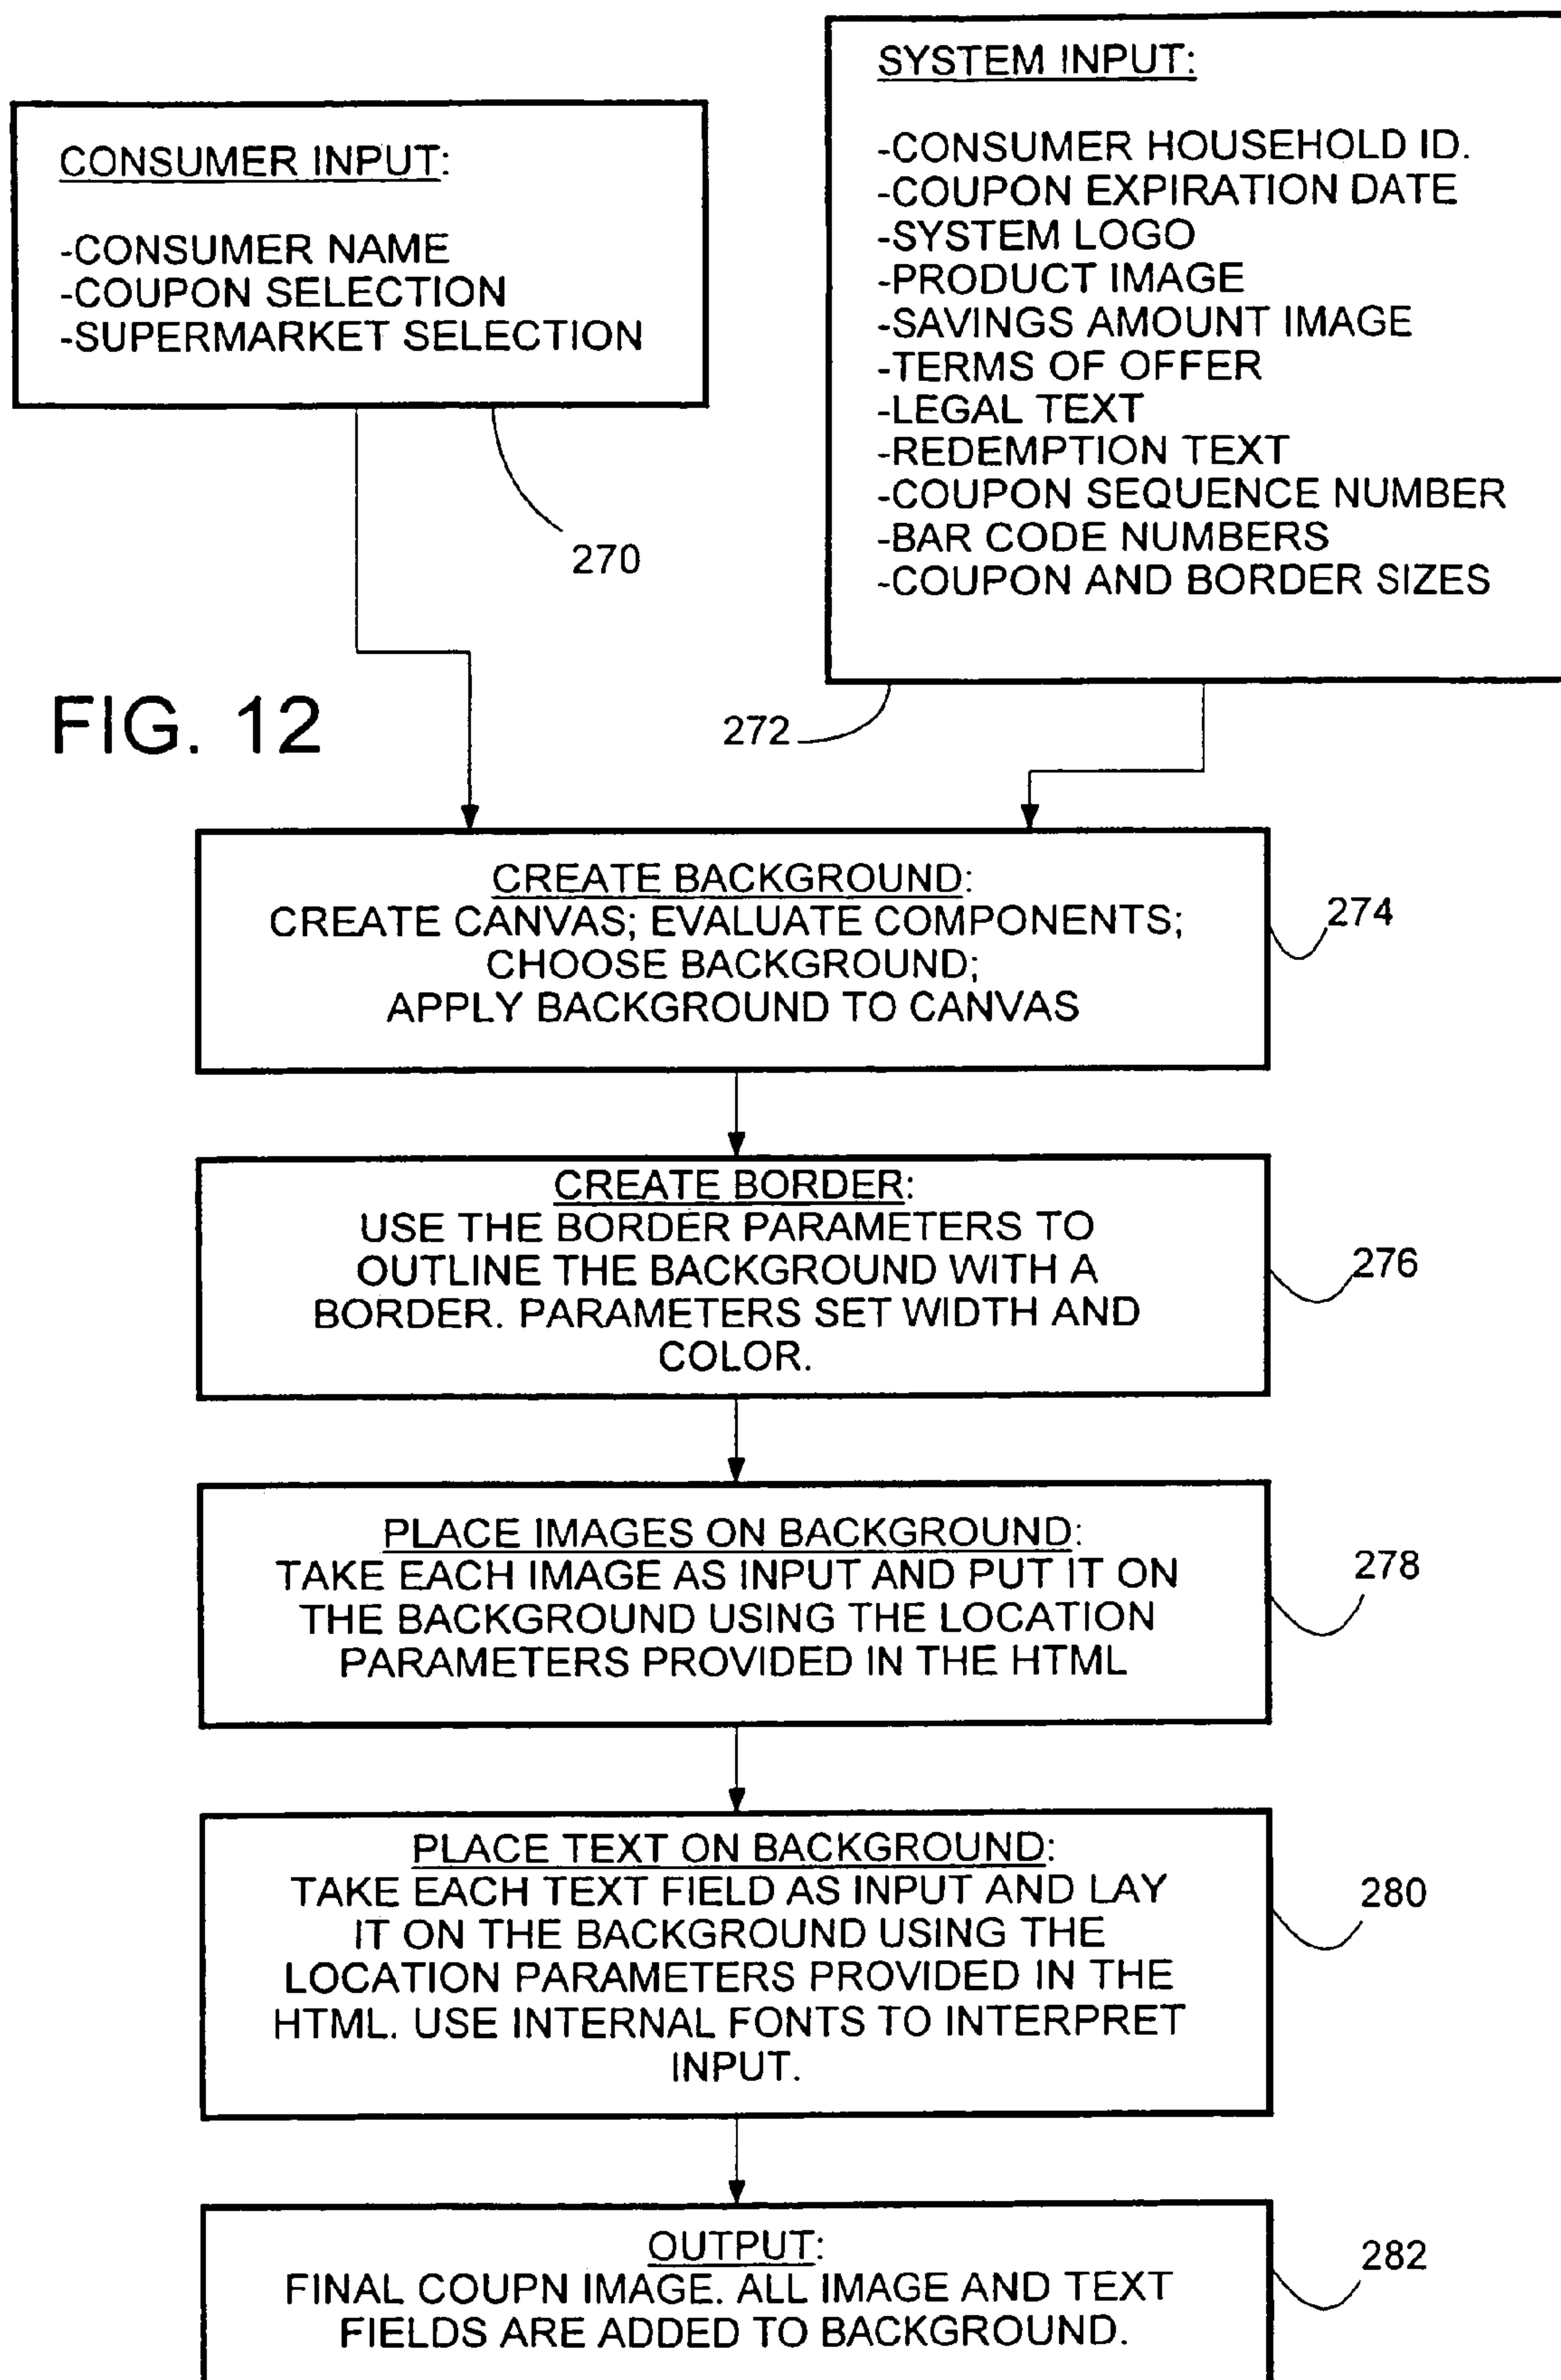 CONSUMER INPUT:
-CONSUMER NAME
-COUPON SELECTION
-SUPERMARKET SELECTION
270
SYSTEM INPUT:
-CONSUMER HOUSEHOLD ID.
-COUPON EXPIRATION DATE
-SYSTEM LOGO
-PRODUCT IMAGE
-SAVINGS AMOUNT IMAGE
-TERMS OF OFFER
-LEGAL TEXT
-REDEMPTION TEXT
-COUPON SEQUENCE NUMBER
-BAR CODE NUMBERS
-COUPON AND BORDER SIZES
272
FIG. 12
CREATE BACKGROUND:
CREATE CANVAS; EVALUATE COMPONENTS;
CHOOSE BACKGROUND;
APPLY BACKGROUND TO CANVAS
274
CREATE BORDER:
USE THE BORDER PARAMETERS TO
OUTLINE THE BACKGROUND WITH A
BORDER. PARAMETERS SET WIDTH AND
COLOR.
276
PLACE IMAGES ON BACKGROUND:
TAKE EACH IMAGE AS INPUT AND PUT IT ON
THE BACKGROUND USING THE LOCATION
PARAMETERS PROVIDED IN THE HTML
278
PLACE TEXT ON BACKGROUND:
TAKE EACH TEXT FIELD AS INPUT AND LAY
IT ON THE BACKGROUND USING THE
LOCATION PARAMETERS PROVIDED IN THE
HTML. USE INTERNAL FONTS TO INTERPRET
INPUT.
280
OUTPUT:
FINAL COUPN IMAGE. ALL IMAGE AND TEXT
FIELDS ARE ADDED TO BACKGROUND.
282